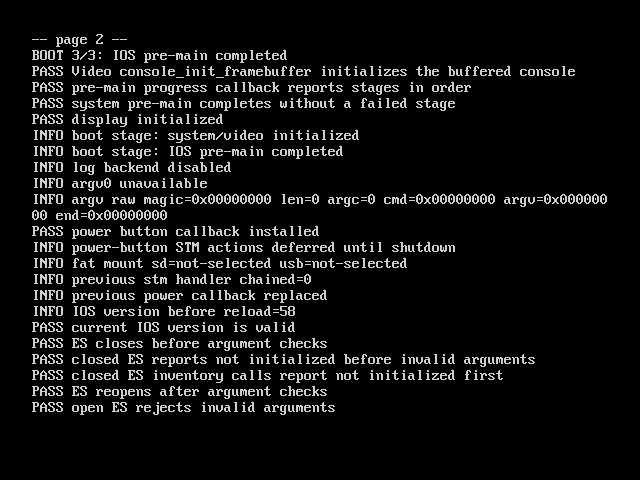 -- page 2 --
BOOT 3/3: IOS pre-main completed
PASS Video console_init_framebuffer initializes the buffered console
PASS pre-main progress callback reports stages in order
PASS system pre-main completes without a failed stage
PASS display initialized
INFO boot stage: system/video initialized
INFO boot stage: IOS pre-main completed
INFO log backend disabled
INFO argv0 unavailable
INFO argv raw magic=0x00000000 len=0 argc=0 cmd=0x00000000 argv=0x000000
00 end=0x00000000
PASS power button callback installed
INFO power-button STM actions deferred until shutdown
INFO fat mount sd=not-selected usb=not-selected
INFO previous stm handler chained=0
INFO previous power callback replaced
INFO IOS version before reload=58
PASS current IOS version is valid
PASS ES closes before argument checks
PASS closed ES reports not initialized before invalid arguments
PASS closed ES inventory calls report not initialized first
PASS ES reopens after argument checks
PASS open ES rejects invalid arguments